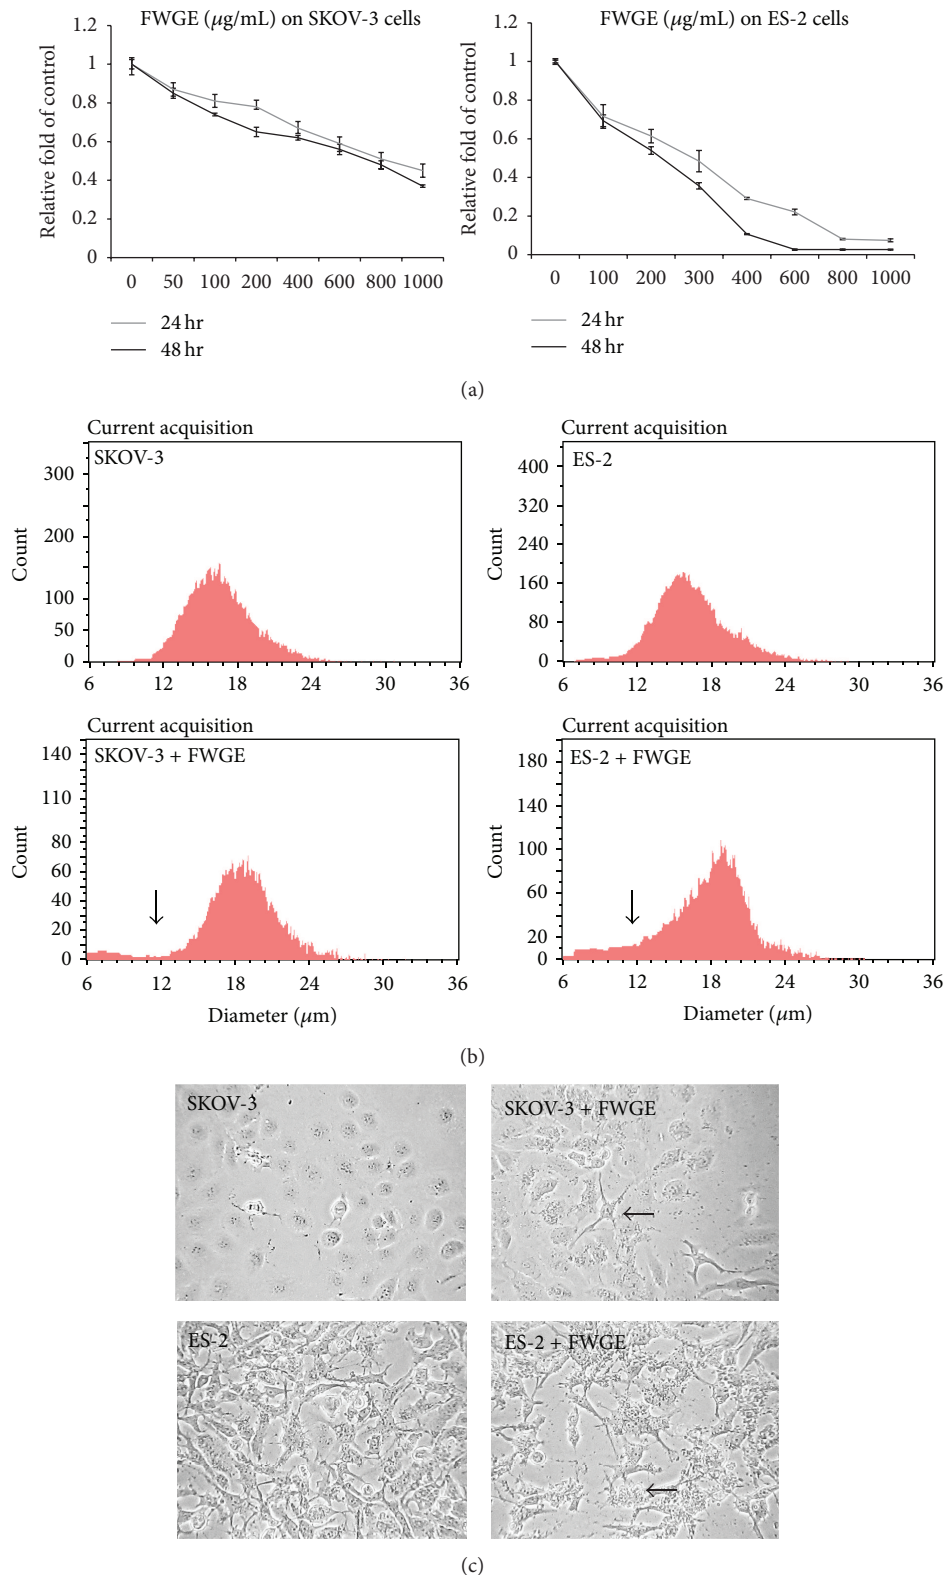 FWGE (μg/mL) on SKOV-3 cells
1.2
1
0.8
0.6
0.4
0.2
0
Relative fold of control
0 50 100 200 400 600 800 1000
24 hr
48 hr
FWGE (μg/mL) on ES-2 cells
1.2
1
0.8
0.6
0.4
0.2
0
Relative fold of control
0 100 200 300 400 600 800 1000
24 hr
48 hr
(a)
Current acquisition
SKOV-3
300
200
100
50
0
Count
6 12 18 24 30 36
Current acquisition
ES-2
400
320
240
160
80
0
Count
6 12 18 24 30 36
Current acquisition
SKOV-3 + FWGE
140
110
80
60
40
20
0
Count
6 12 18 24 30 36
Diameter (μm)
Current acquisition
ES-2 + FWGE
180
140
100
60
20
0
Count
6 12 18 24 30 36
Diameter (μm)
(b)
SKOV-3
SKOV-3 + FWGE
ES-2
ES-2 + FWGE
(c)